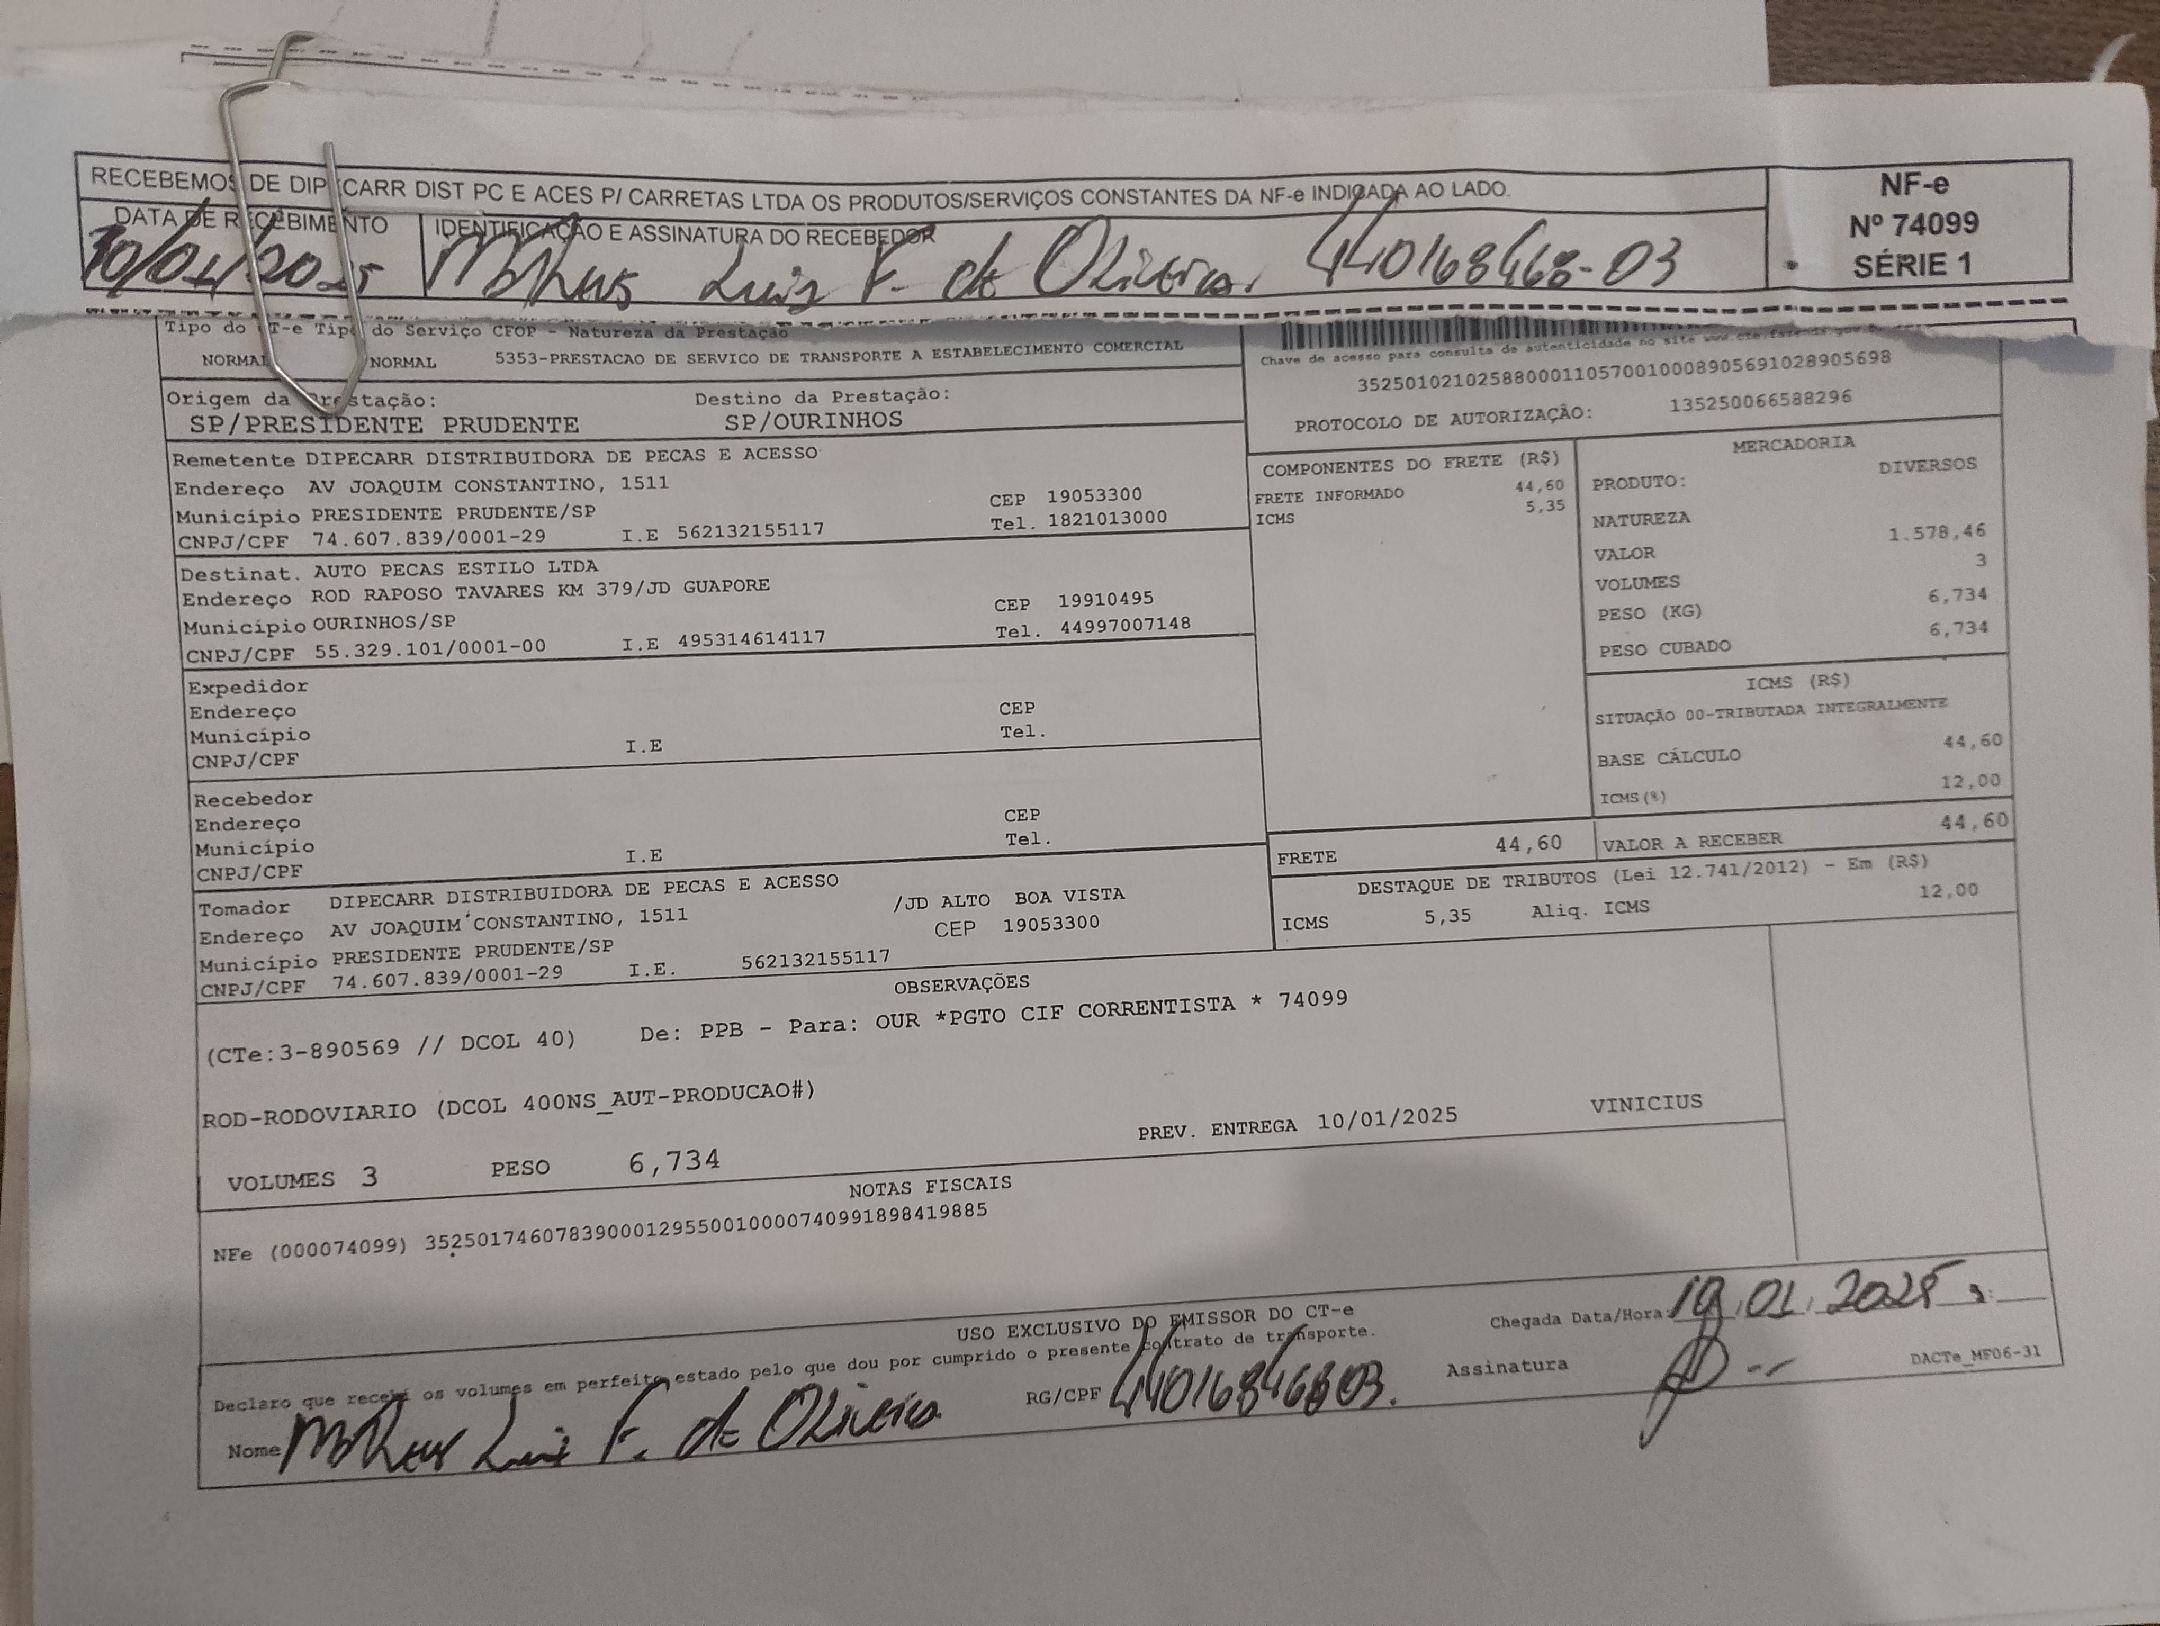 RECEBEMOS DE DIPECARR DIST PC E ACES P/ CARRETAS LTDA OS PRODUTOS/SERVIÇOS CONSTANTES DA NF-e INDICADA AO LADO.
NF-e
Nº 74099
SÉRIE 1
DATA DE RECEBIMENTO
10/01/2025
IDENTIFICAÇÃO E ASSINATURA DO RECEBEDOR
Matheus Luiz F. de Oliveira. 440168468-03
Tipo do CT-e Tipo do Serviço CFOP - Natureza da Prestação
NORMAL NORMAL 5353-PRESTACAO DE SERVICO DE TRANSPORTE A ESTABELECIMENTO COMERCIAL
Chave de acesso para consulta de autenticidade no site www.cte.fazenda.gov.
35250102102588000110570010008905691028905698
PROTOCOLO DE AUTORIZAÇÃO: 135250066588296
Origem da Prestação: Destino da Prestação:
SP/PRESIDENTE PRUDENTE SP/OURINHOS
Remetente DIPECARR DISTRIBUIDORA DE PECAS E ACESSO
Endereço AV JOAQUIM CONSTANTINO, 1511 CEP 19053300
Município PRESIDENTE PRUDENTE/SP Tel. 1821013000
CNPJ/CPF 74.607.839/0001-29 I.E 562132155117
Destinat. AUTO PECAS ESTILO LTDA
Endereço ROD RAPOSO TAVARES KM 379/JD GUAPORE CEP 19910495
Município OURINHOS/SP Tel. 44997007148
CNPJ/CPF 55.329.101/0001-00 I.E 495314614117
Expedidor
Endereço CEP
Município Tel.
CNPJ/CPF I.E
Recebedor
Endereço CEP
Município Tel.
CNPJ/CPF I.E
Tomador DIPECARR DISTRIBUIDORA DE PECAS E ACESSO
Endereço AV JOAQUIM CONSTANTINO, 1511 /JD ALTO BOA VISTA
Município PRESIDENTE PRUDENTE/SP CEP 19053300
CNPJ/CPF 74.607.839/0001-29 I.E. 562132155117
COMPONENTES DO FRETE (R$)
FRETE INFORMADO 44,60
ICMS 5,35
MERCADORIA
PRODUTO: DIVERSOS
NATUREZA
VALOR 1.578,46
VOLUMES 3
PESO (KG) 6,734
PESO CUBADO 6,734
ICMS (R$)
SITUAÇÃO 00-TRIBUTADA INTEGRALMENTE
BASE CÁLCULO 44,60
ICMS(%) 12,00
FRETE 44,60 VALOR A RECEBER 44,60
DESTAQUE DE TRIBUTOS (Lei 12.741/2012) - Em (R$)
ICMS 5,35 Aliq. ICMS 12,00
OBSERVAÇÕES
(CTe:3-890569 // DCOL 40) De: PPB - Para: OUR *PGTO CIF CORRENTISTA * 74099
ROD-RODOVIARIO (DCOL 400NS_AUT-PRODUCAO#)
PREV. ENTREGA 10/01/2025 VINICIUS
VOLUMES 3 PESO 6,734
NOTAS FISCAIS
NFe (000074099) 35250174607839000129550010000740991898419885
USO EXCLUSIVO DO EMISSOR DO CT-e
Declaro que recebi os volumes em perfeito estado pelo que dou por cumprido o presente contrato de transporte.
Chegada Data/Hora: 10/01/2025
Nome Matheus Luiz F. de Oliveira RG/CPF 44016846803. Assinatura
DACTe_MF06-31